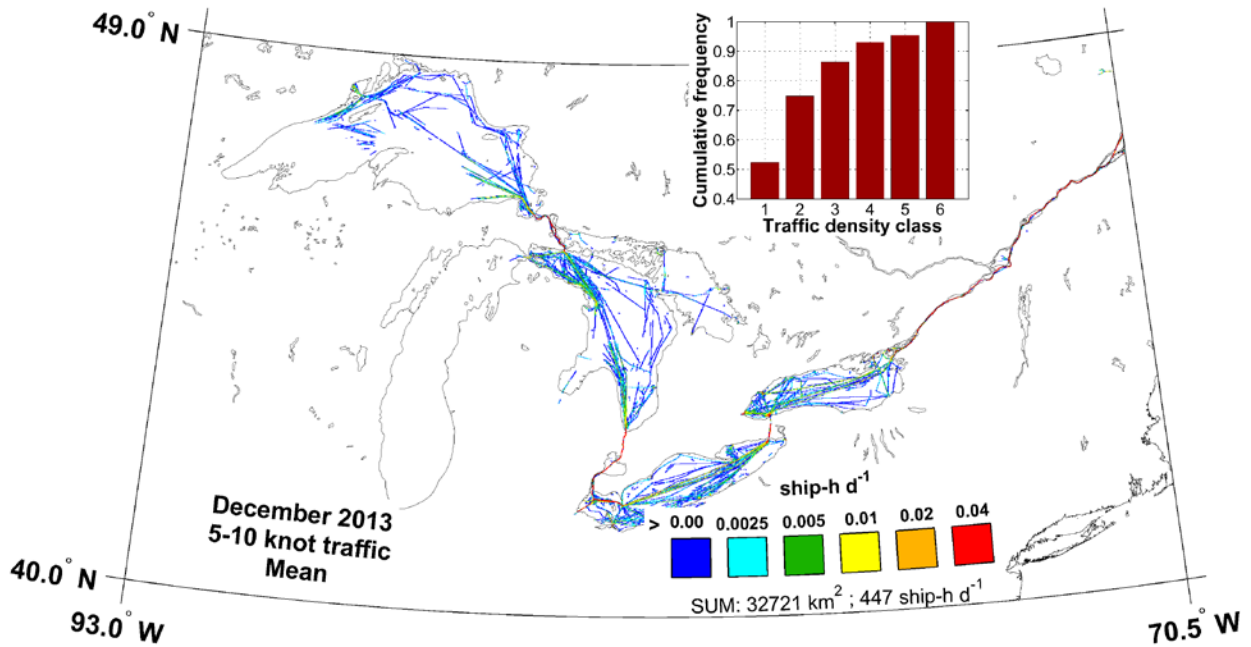 49.0° N
Cumulative frequency
1
0.9
0.8
0.7
0.6
0.5
0.4
1 2 3 4 5 6
Traffic density class
December 2013
5-10 knot traffic
Mean
ship-h d⁻¹
> 0.00 0.0025 0.005 0.01 0.02 0.04
SUM: 32721 km² ; 447 ship-h d⁻¹
40.0° N
93.0° W
70.5° W